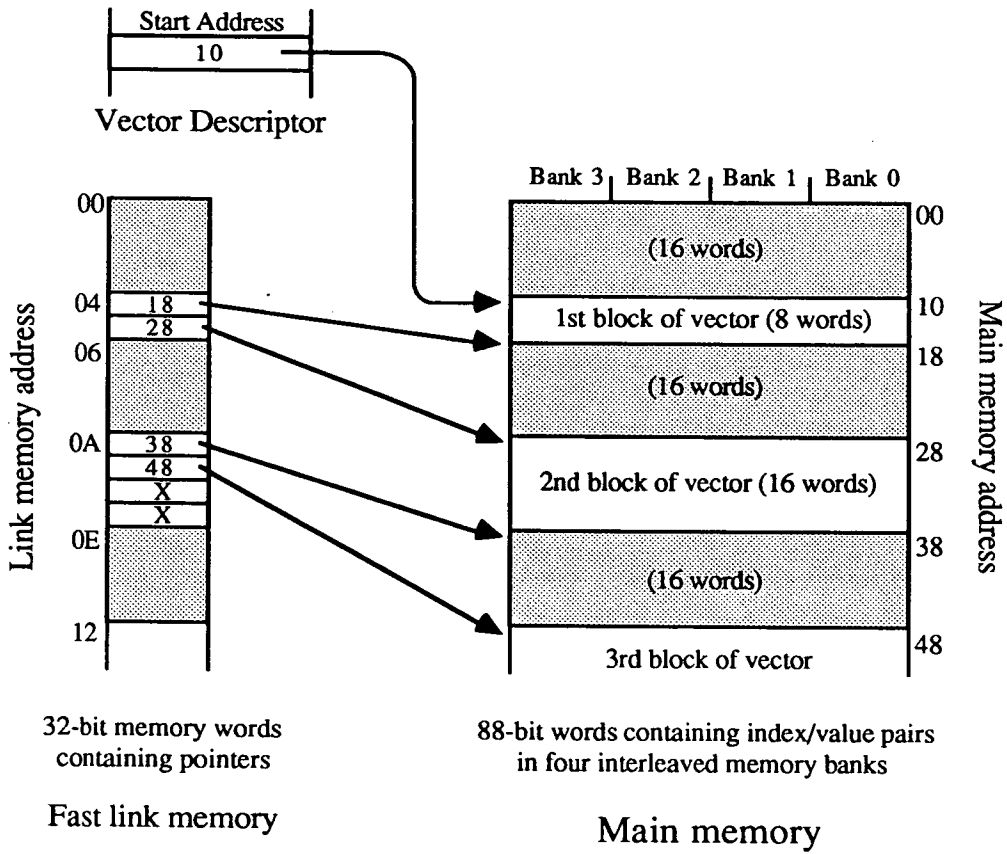 Start Address
10
Vector Descriptor
Link memory address
00
04
06
0A
0E
12
18
28
38
48
X
X
Bank 3 Bank 2 Bank 1 Bank 0
(16 words)
1st block of vector (8 words)
(16 words)
2nd block of vector (16 words)
(16 words)
3rd block of vector
00
10
18
28
38
48
Main memory address
32-bit memory words
containing pointers
Fast link memory
88-bit words containing index/value pairs
in four interleaved memory banks
Main memory